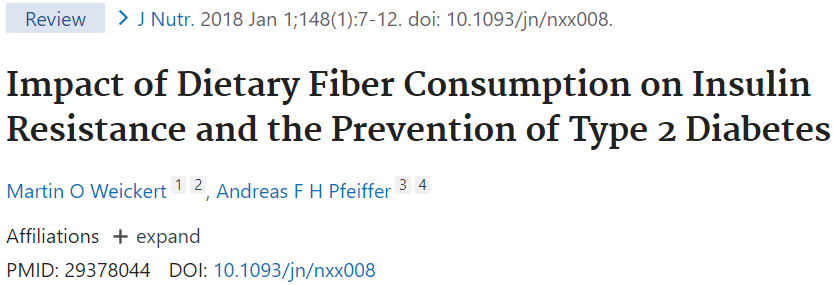 Review > J Nutr. 2018 Jan 1;148(1):7-12. doi: 10.1093/jn/nxx008.
Impact of Dietary Fiber Consumption on Insulin
Resistance and the Prevention of Type 2 Diabetes
Martin O Weickert 1 2, Andreas F H Pfeiffer 3 4
Affiliations + expand
PMID: 29378044 DOI: 10.1093/jn/nxx008